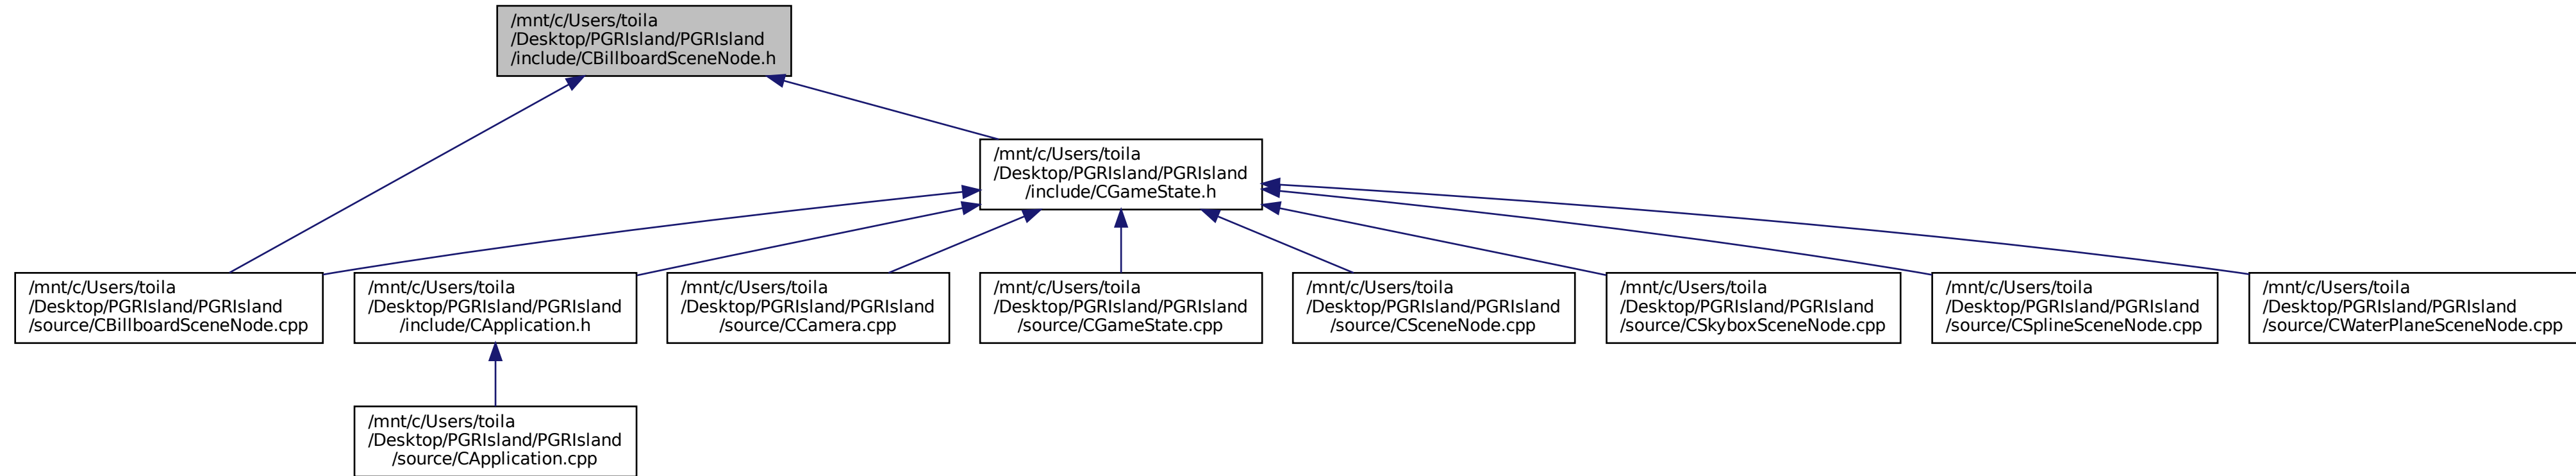 /mnt/c/Users/toila
/Desktop/PGRIsland/PGRIsland
/include/CBillboardSceneNode.h
/mnt/c/Users/toila
/Desktop/PGRIsland/PGRIsland
/include/CGameState.h
/mnt/c/Users/toila
/Desktop/PGRIsland/PGRIsland
/source/CBillboardSceneNode.cpp
/mnt/c/Users/toila
/Desktop/PGRIsland/PGRIsland
/include/CApplication.h
/mnt/c/Users/toila
/Desktop/PGRIsland/PGRIsland
/source/CCamera.cpp
/mnt/c/Users/toila
/Desktop/PGRIsland/PGRIsland
/source/CGameState.cpp
/mnt/c/Users/toila
/Desktop/PGRIsland/PGRIsland
/source/CSceneNode.cpp
/mnt/c/Users/toila
/Desktop/PGRIsland/PGRIsland
/source/CSkyboxSceneNode.cpp
/mnt/c/Users/toila
/Desktop/PGRIsland/PGRIsland
/source/CSplineSceneNode.cpp
/mnt/c/Users/toila
/Desktop/PGRIsland/PGRIsland
/source/CWaterPlaneSceneNode.cpp
/mnt/c/Users/toila
/Desktop/PGRIsland/PGRIsland
/source/CApplication.cpp